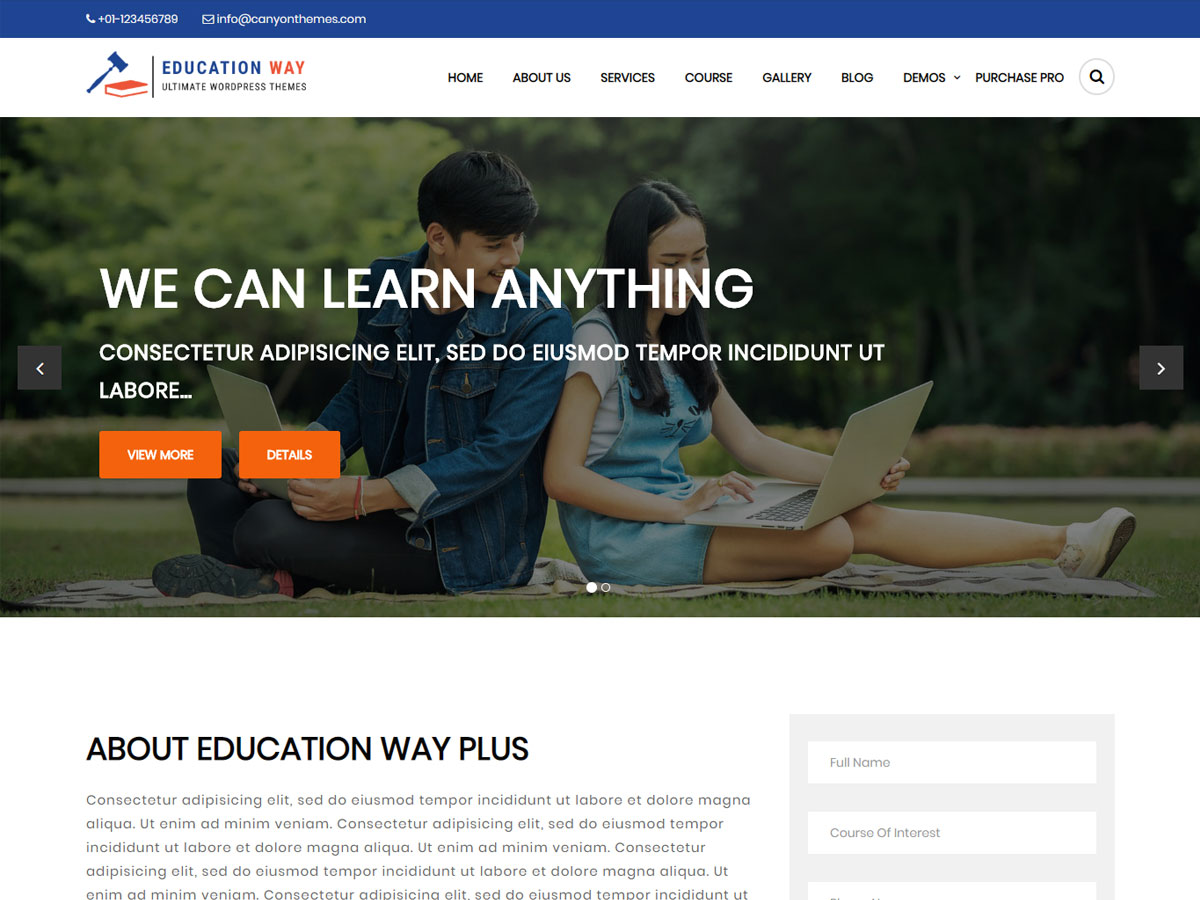 +01-123456789 info@canyonthemes.com
EDUCATION WAY
ULTIMATE WORDPRESS THEMES
HOME ABOUT US SERVICES COURSE GALLERY BLOG DEMOS PURCHASE PRO
WE CAN LEARN ANYTHING
CONSECTETUR ADIPISICING ELIT, SED DO EIUSMOD TEMPOR INCIDIDUNT UT
LABORE...
VIEW MORE DETAILS
ABOUT EDUCATION WAY PLUS
Consectetur adipisicing elit, sed do eiusmod tempor incididunt ut labore et dolore magna
aliqua. Ut enim ad minim veniam. Consectetur adipisicing elit, sed do eiusmod tempor
incididunt ut labore et dolore magna aliqua. Ut enim ad minim veniam. Consectetur
adipisicing elit, sed do eiusmod tempor incididunt ut labore et dolore magna aliqua. Ut
enim ad minim veniam. Consectetur adipisicing elit, sed do eiusmod tempor incididunt ut
Full Name
Course Of Interest